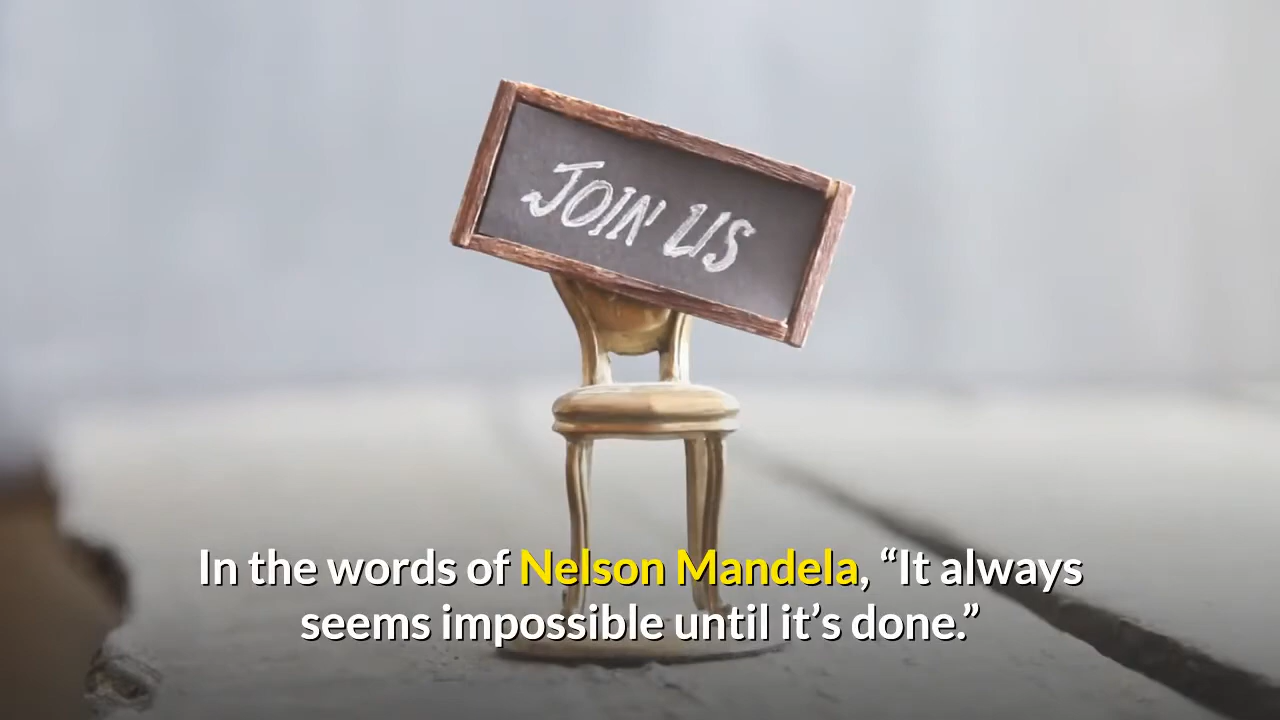 JOIN US
In the words of Nelson Mandela, “It always
seems impossible until it’s done.”